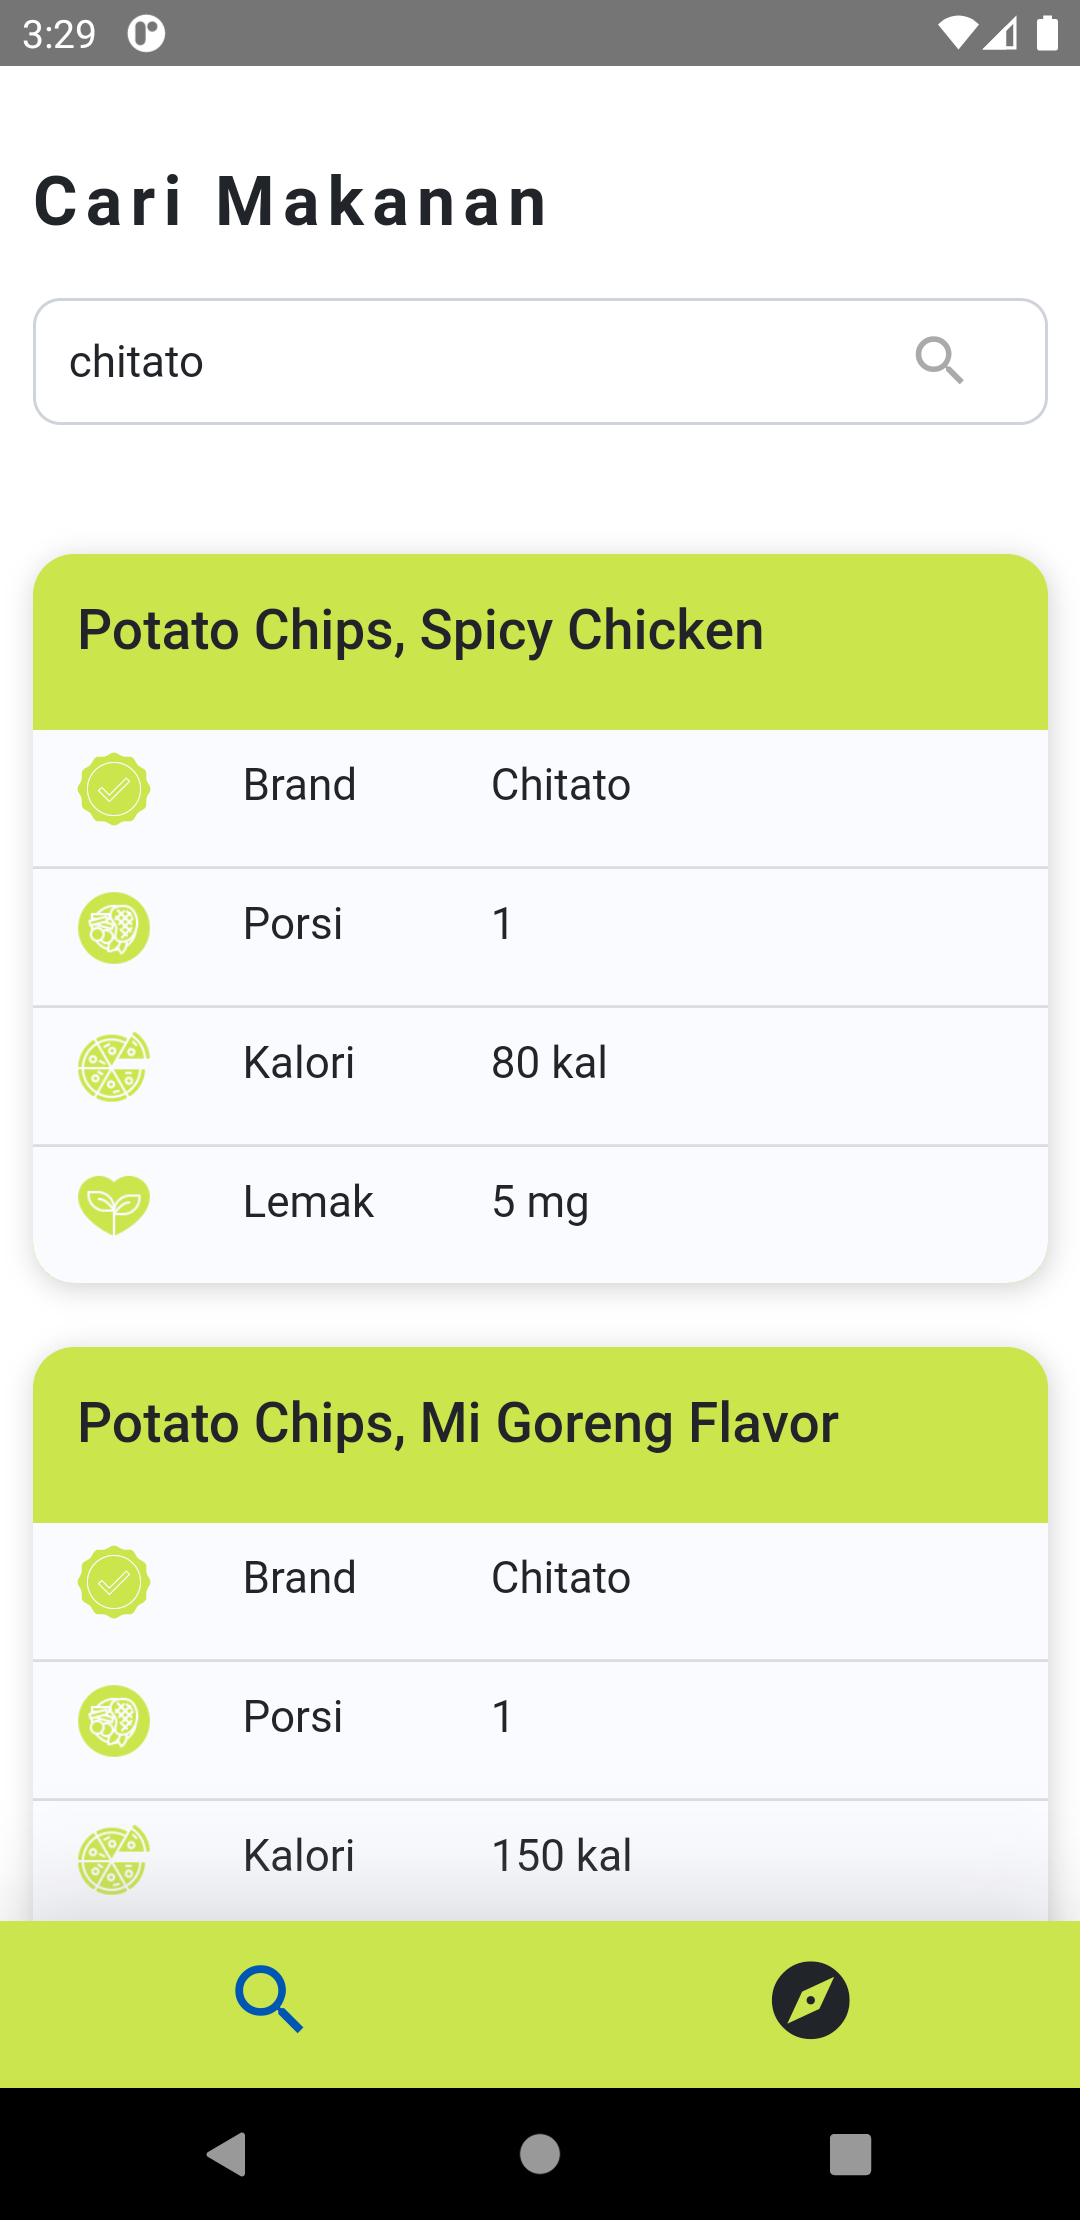 3:29
Cari Makanan
chitato
Potato Chips, Spicy Chicken
Brand Chitato
Porsi 1
Kalori 80 kal
Lemak 5 mg
Potato Chips, Mi Goreng Flavor
Brand Chitato
Porsi 1
Kalori 150 kal